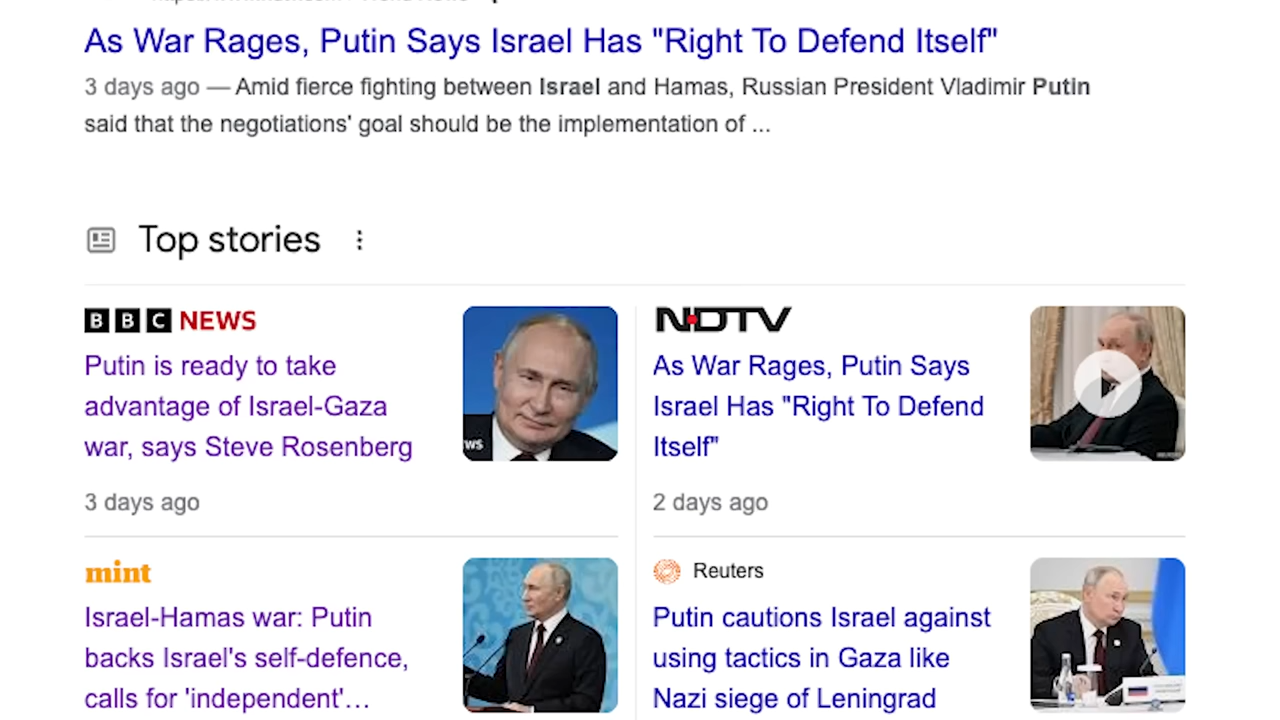 As War Rages, Putin Says Israel Has "Right To Defend Itself"
3 days ago — Amid fierce fighting between Israel and Hamas, Russian President Vladimir Putin
said that the negotiations' goal should be the implementation of ...
Top stories
BBC NEWS
Putin is ready to take
advantage of Israel-Gaza
war, says Steve Rosenberg
3 days ago
NDTV
As War Rages, Putin Says
Israel Has "Right To Defend
Itself"
2 days ago
mint
Israel-Hamas war: Putin
backs Israel's self-defence,
calls for 'independent'...
Reuters
Putin cautions Israel against
using tactics in Gaza like
Nazi siege of Leningrad